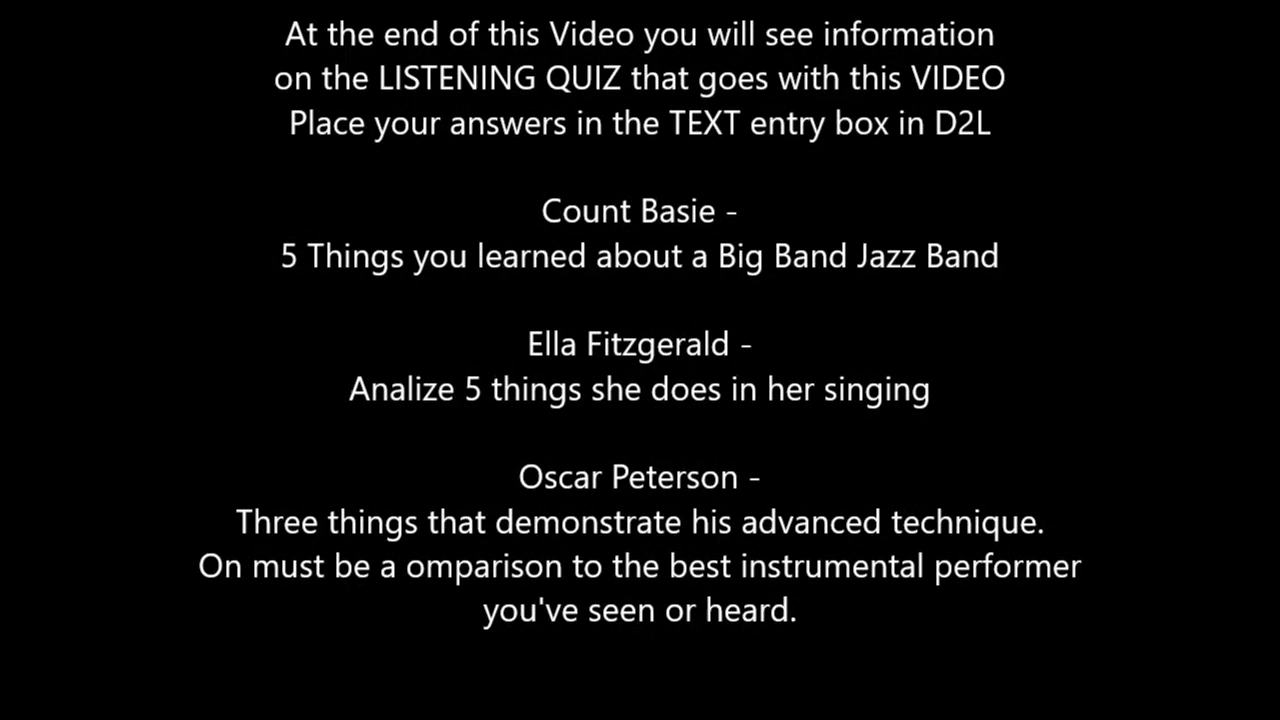 At the end of this Video you will see information
on the LISTENING QUIZ that goes with this VIDEO
Place your answers in the TEXT entry box in D2L
Count Basie -
5 Things you learned about a Big Band Jazz Band
Ella Fitzgerald -
Analize 5 things she does in her singing
Oscar Peterson -
Three things that demonstrate his advanced technique.
On must be a omparison to the best instrumental performer
you've seen or heard.